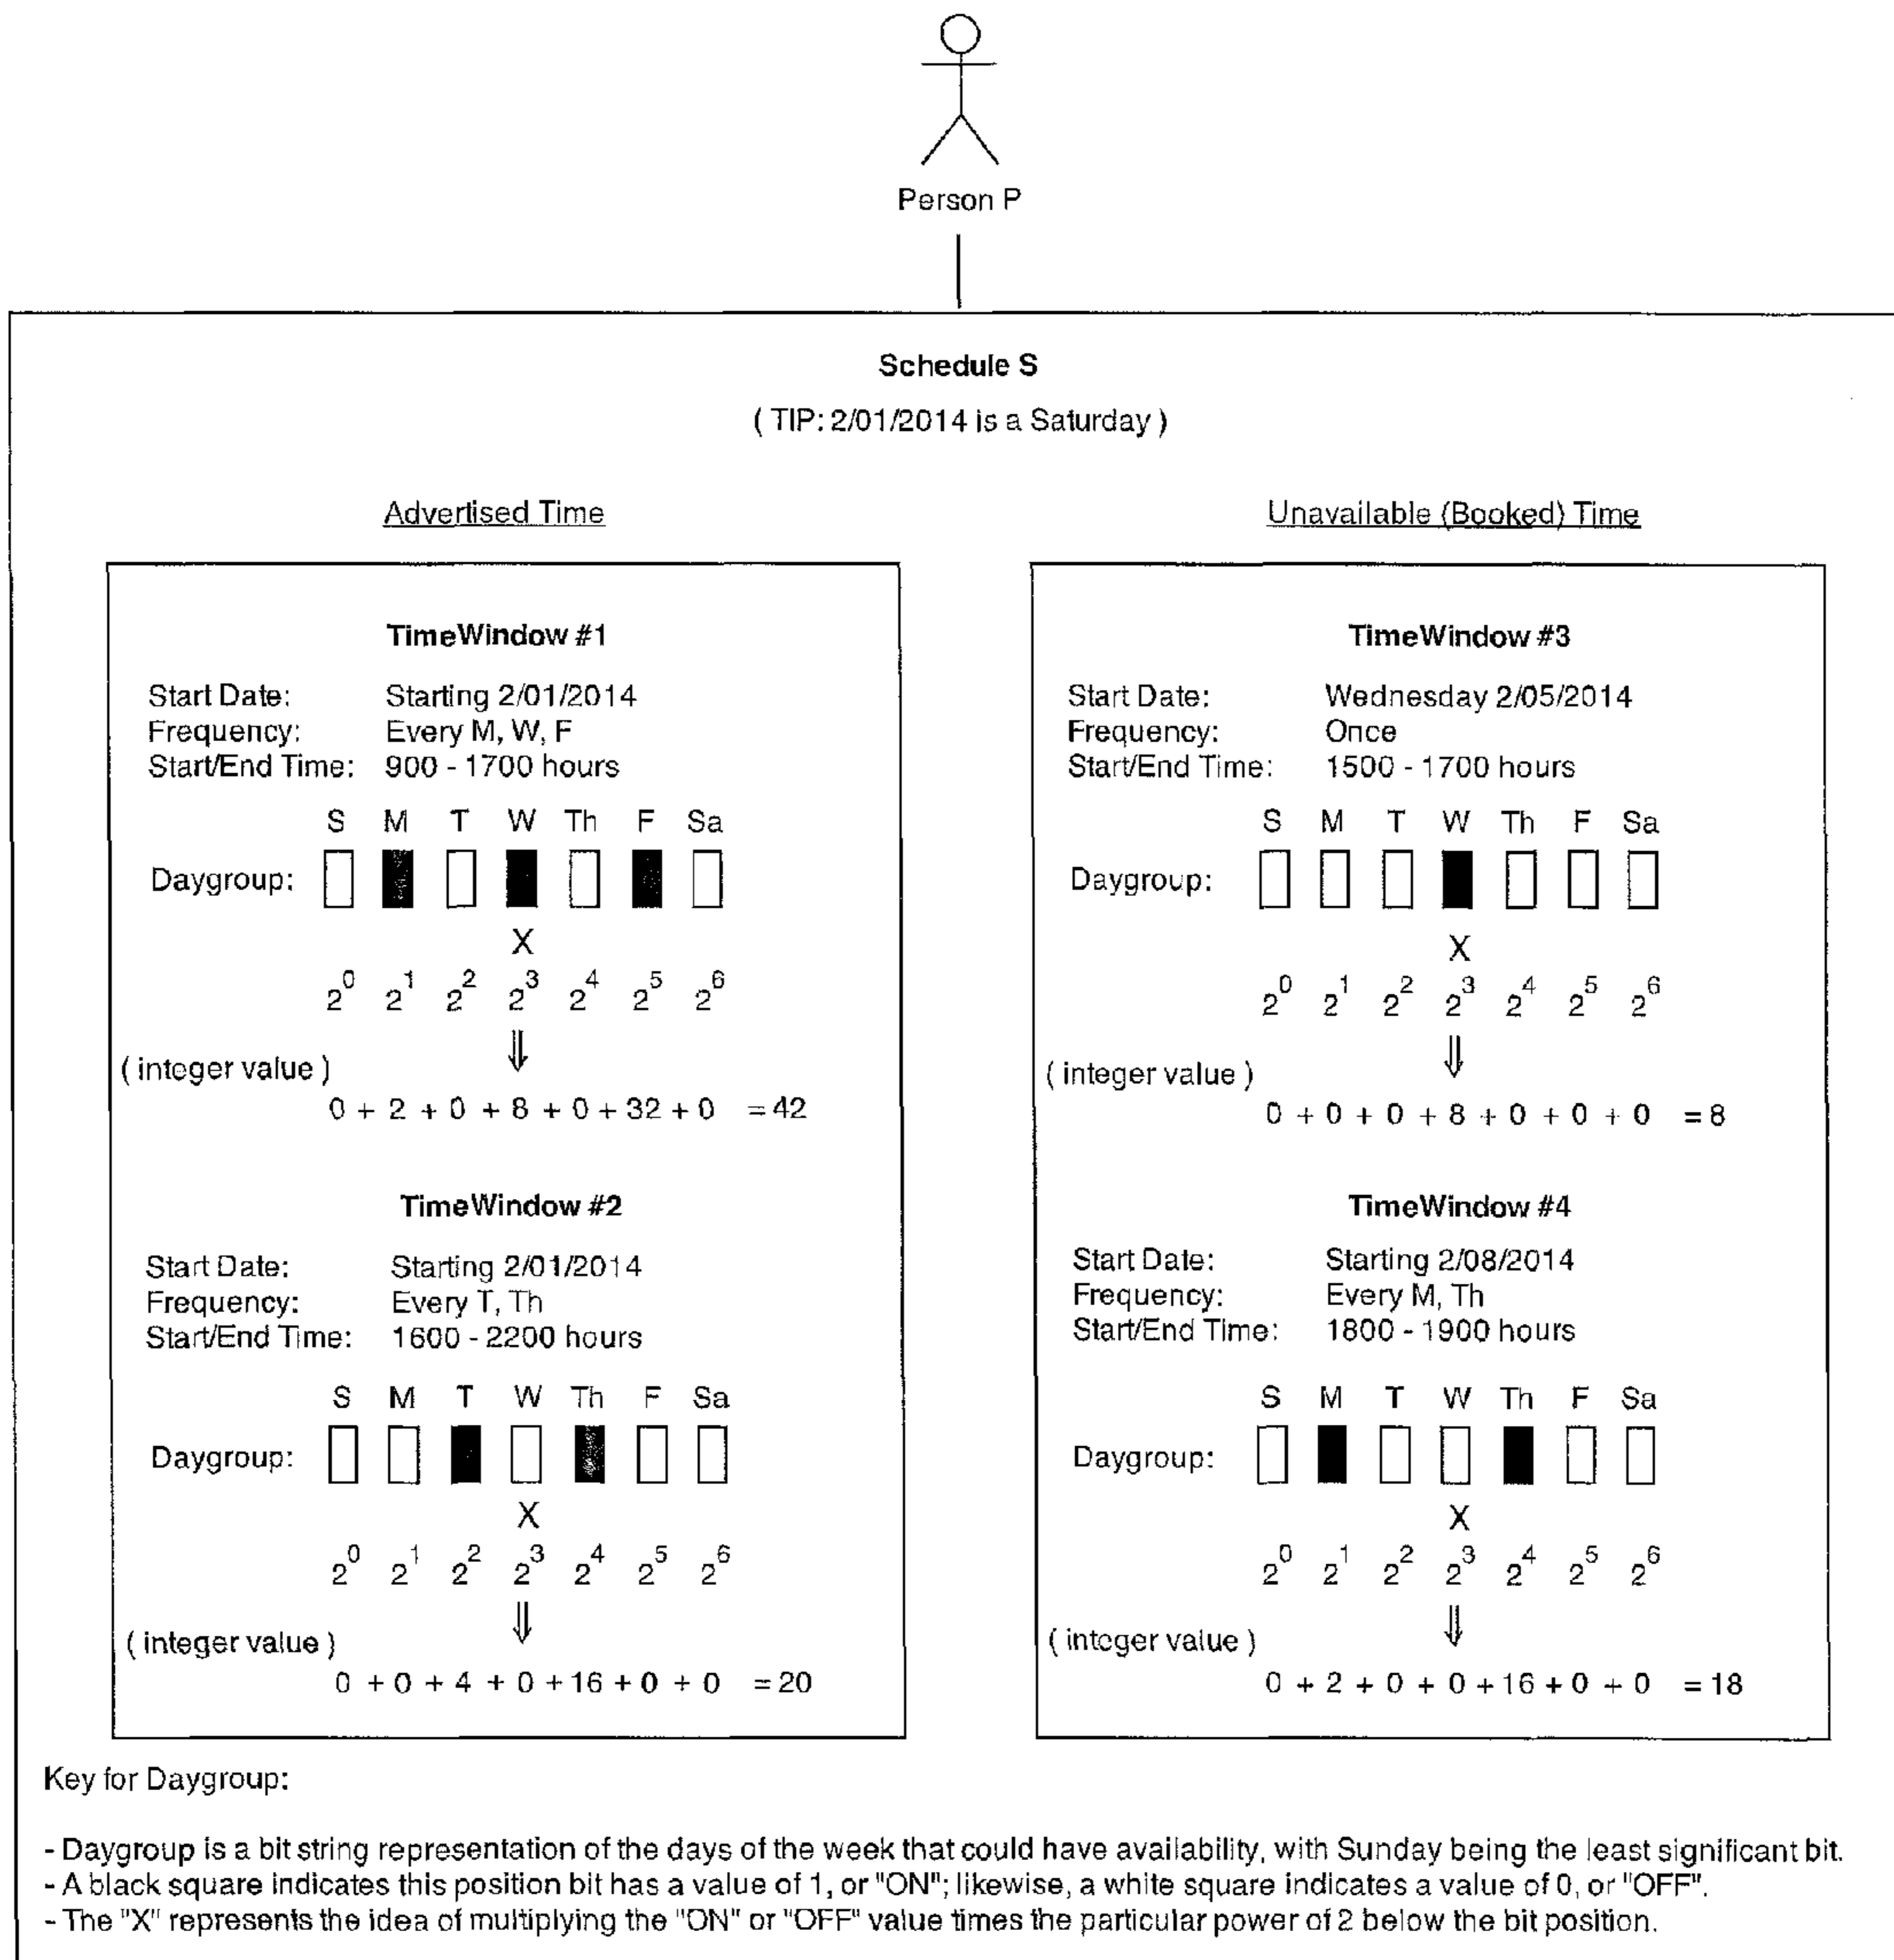 Person P
Schedule S
( TIP: 2/01/2014 is a Saturday )
Advertised Time
TimeWindow #1
Start Date: Starting 2/01/2014
Frequency: Every M, W, F
Start/End Time: 900 - 1700 hours
S M T W Th F Sa
Daygroup:
X
2^0 2^1 2^2 2^3 2^4 2^5 2^6
⇓
( integer value )
0 + 2 + 0 + 8 + 0 + 32 + 0 = 42
TimeWindow #2
Start Date: Starting 2/01/2014
Frequency: Every T, Th
Start/End Time: 1600 - 2200 hours
S M T W Th F Sa
Daygroup:
X
2^0 2^1 2^2 2^3 2^4 2^5 2^6
⇓
( integer value )
0 + 0 + 4 + 0 + 16 + 0 + 0 = 20
Unavailable (Booked) Time
TimeWindow #3
Start Date: Wednesday 2/05/2014
Frequency: Once
Start/End Time: 1500 - 1700 hours
S M T W Th F Sa
Daygroup:
X
2^0 2^1 2^2 2^3 2^4 2^5 2^6
⇓
( integer value )
0 + 0 + 0 + 8 + 0 + 0 + 0 = 8
TimeWindow #4
Start Date: Starting 2/08/2014
Frequency: Every M, Th
Start/End Time: 1800 - 1900 hours
S M T W Th F Sa
Daygroup:
X
2^0 2^1 2^2 2^3 2^4 2^5 2^6
⇓
( integer value )
0 + 2 + 0 + 0 + 16 + 0 + 0 = 18
Key for Daygroup:
- Daygroup is a bit string representation of the days of the week that could have availability, with Sunday being the least significant bit.
- A black square indicates this position bit has a value of 1, or "ON"; likewise, a white square indicates a value of 0, or "OFF".
- The "X" represents the idea of multiplying the "ON" or "OFF" value times the particular power of 2 below the bit position.